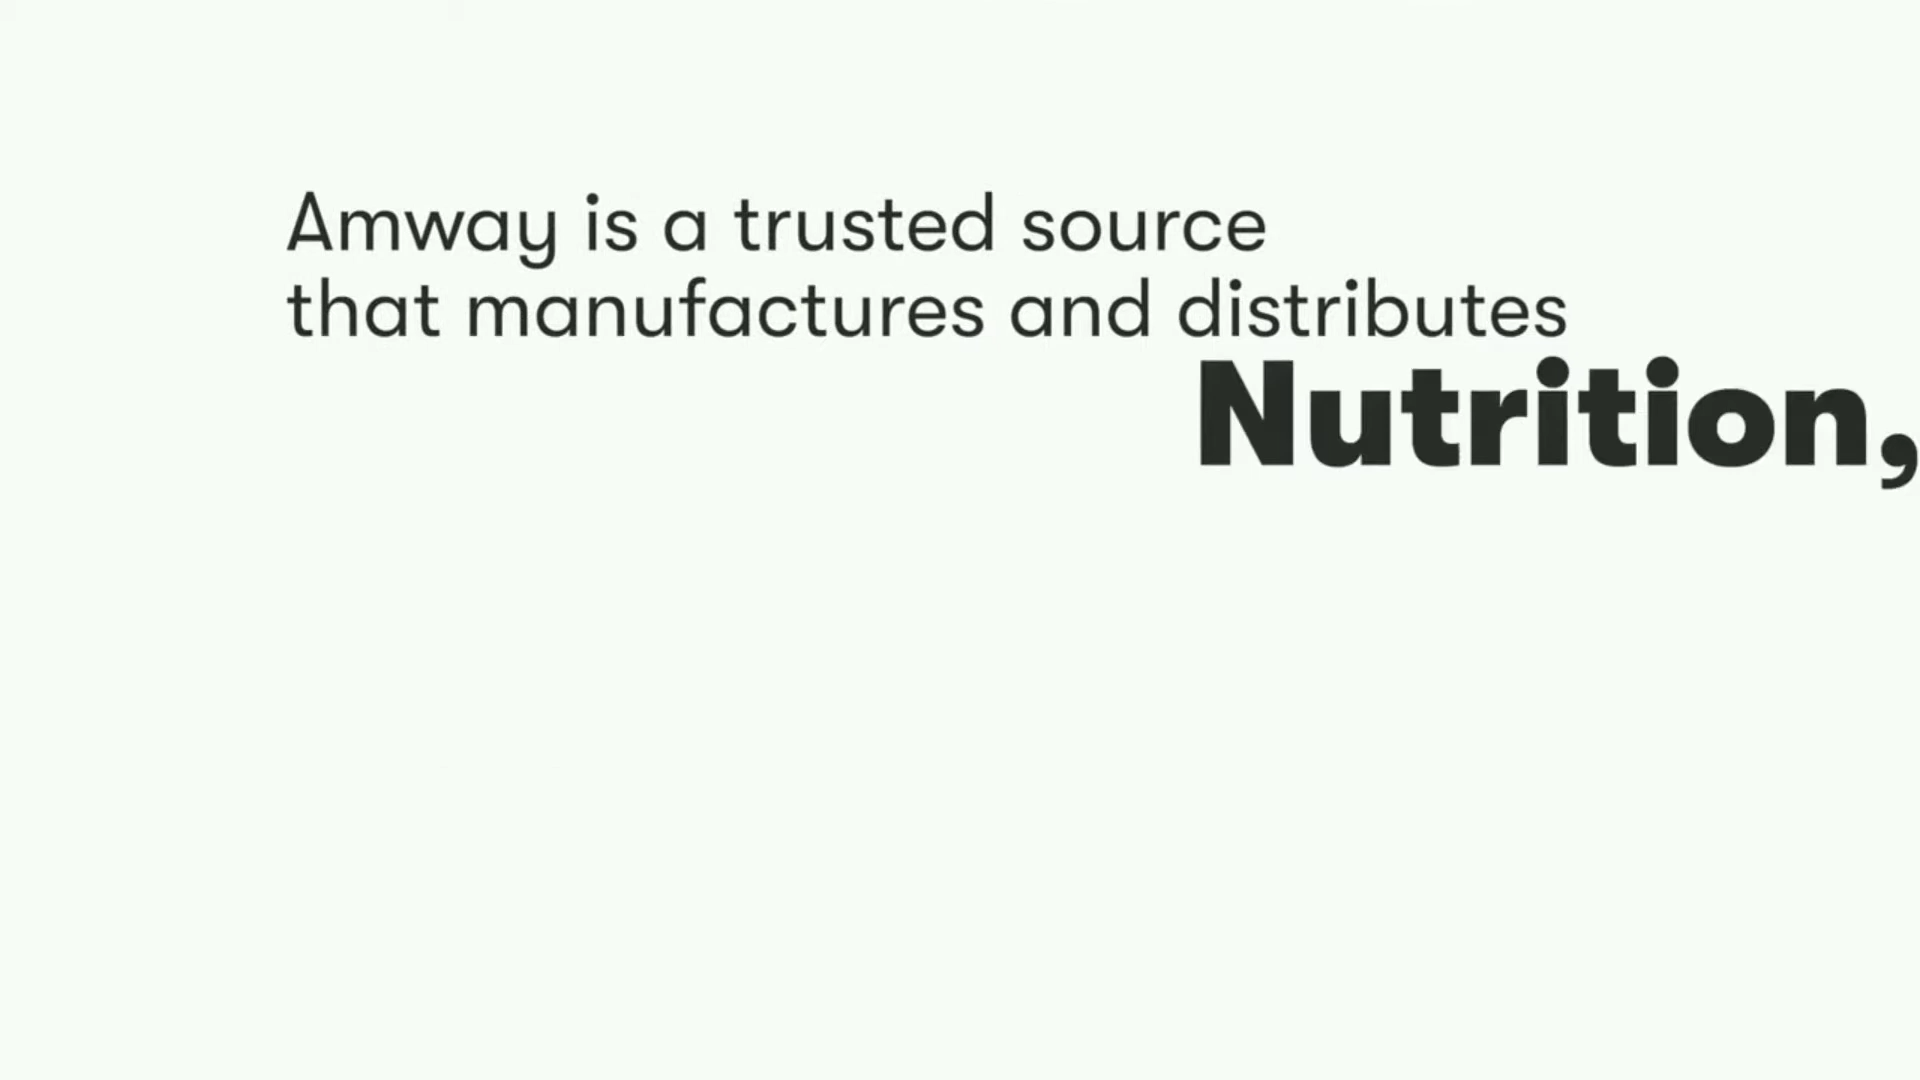 Amway is a trusted source
that manufactures and distributes
Nutrition,